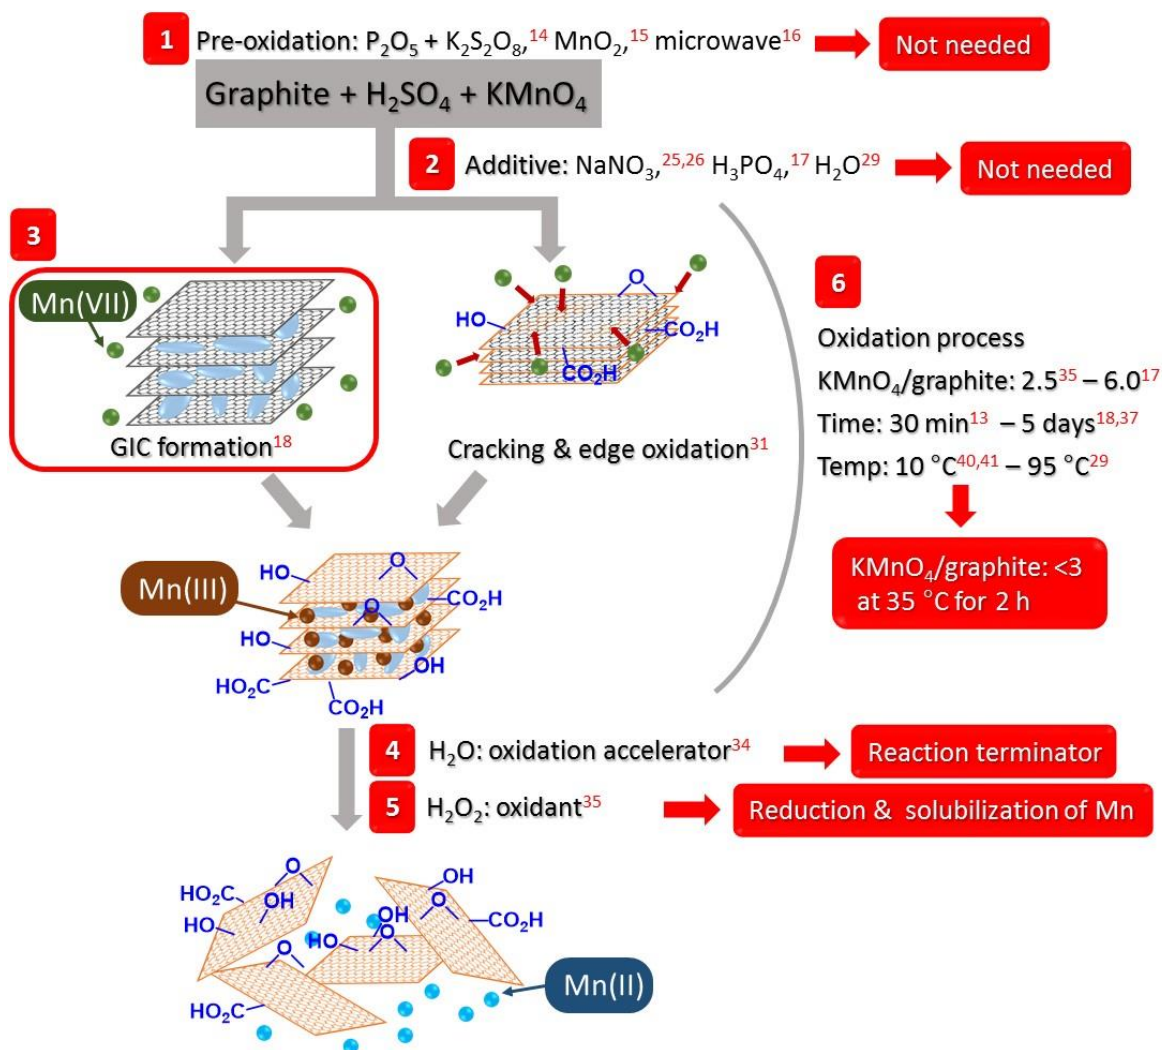 1 Pre-oxidation: P₂O₅ + K₂S₂O₈,¹⁴ MnO₂,¹⁵ microwave¹⁶ Not needed
Graphite + H₂SO₄ + KMnO₄
2 Additive: NaNO₃,²⁵,²⁶ H₃PO₄,¹⁷ H₂O²⁹ Not needed
3
Mn(VII)
GIC formation¹⁸
O
HO
CO₂H
CO₂H
Cracking & edge oxidation³¹
6
Oxidation process
KMnO₄/graphite: 2.5³⁵ – 6.0¹⁷
Time: 30 min¹³ – 5 days¹⁸,³⁷
Temp: 10 °C⁴⁰,⁴¹ – 95 °C²⁹
KMnO₄/graphite: <3
at 35 °C for 2 h
Mn(III)
HO
O
CO₂H
O
HO
OH
HO₂C
CO₂H
4 H₂O: oxidation accelerator³⁴ Reaction terminator
5 H₂O₂: oxidant³⁵ Reduction & solubilization of Mn
O
HO₂C
OH
HO
OH
O
CO₂H
OH
O
HO
O
HO₂C
Mn(II)